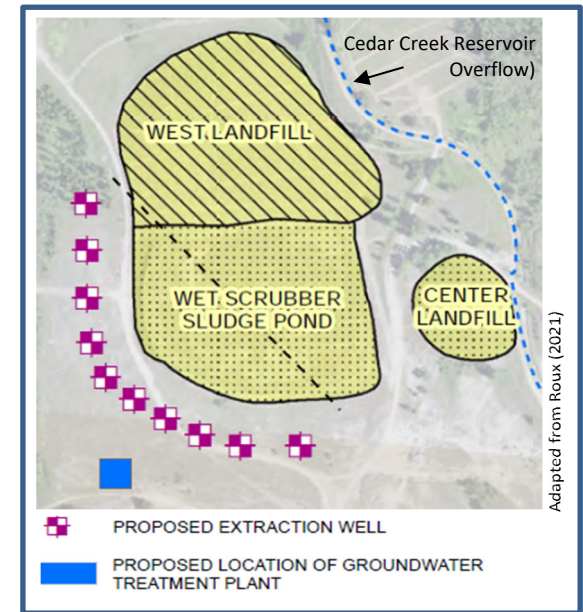 Cedar Creek Reservoir
Overflow)
WEST LANDFILL
WET SCRUBBER
SLUDGE POND
CENTER
LANDFILL
Adapted from Roux (2021)
PROPOSED EXTRACTION WELL
PROPOSED LOCATION OF GROUNDWATER
TREATMENT PLANT